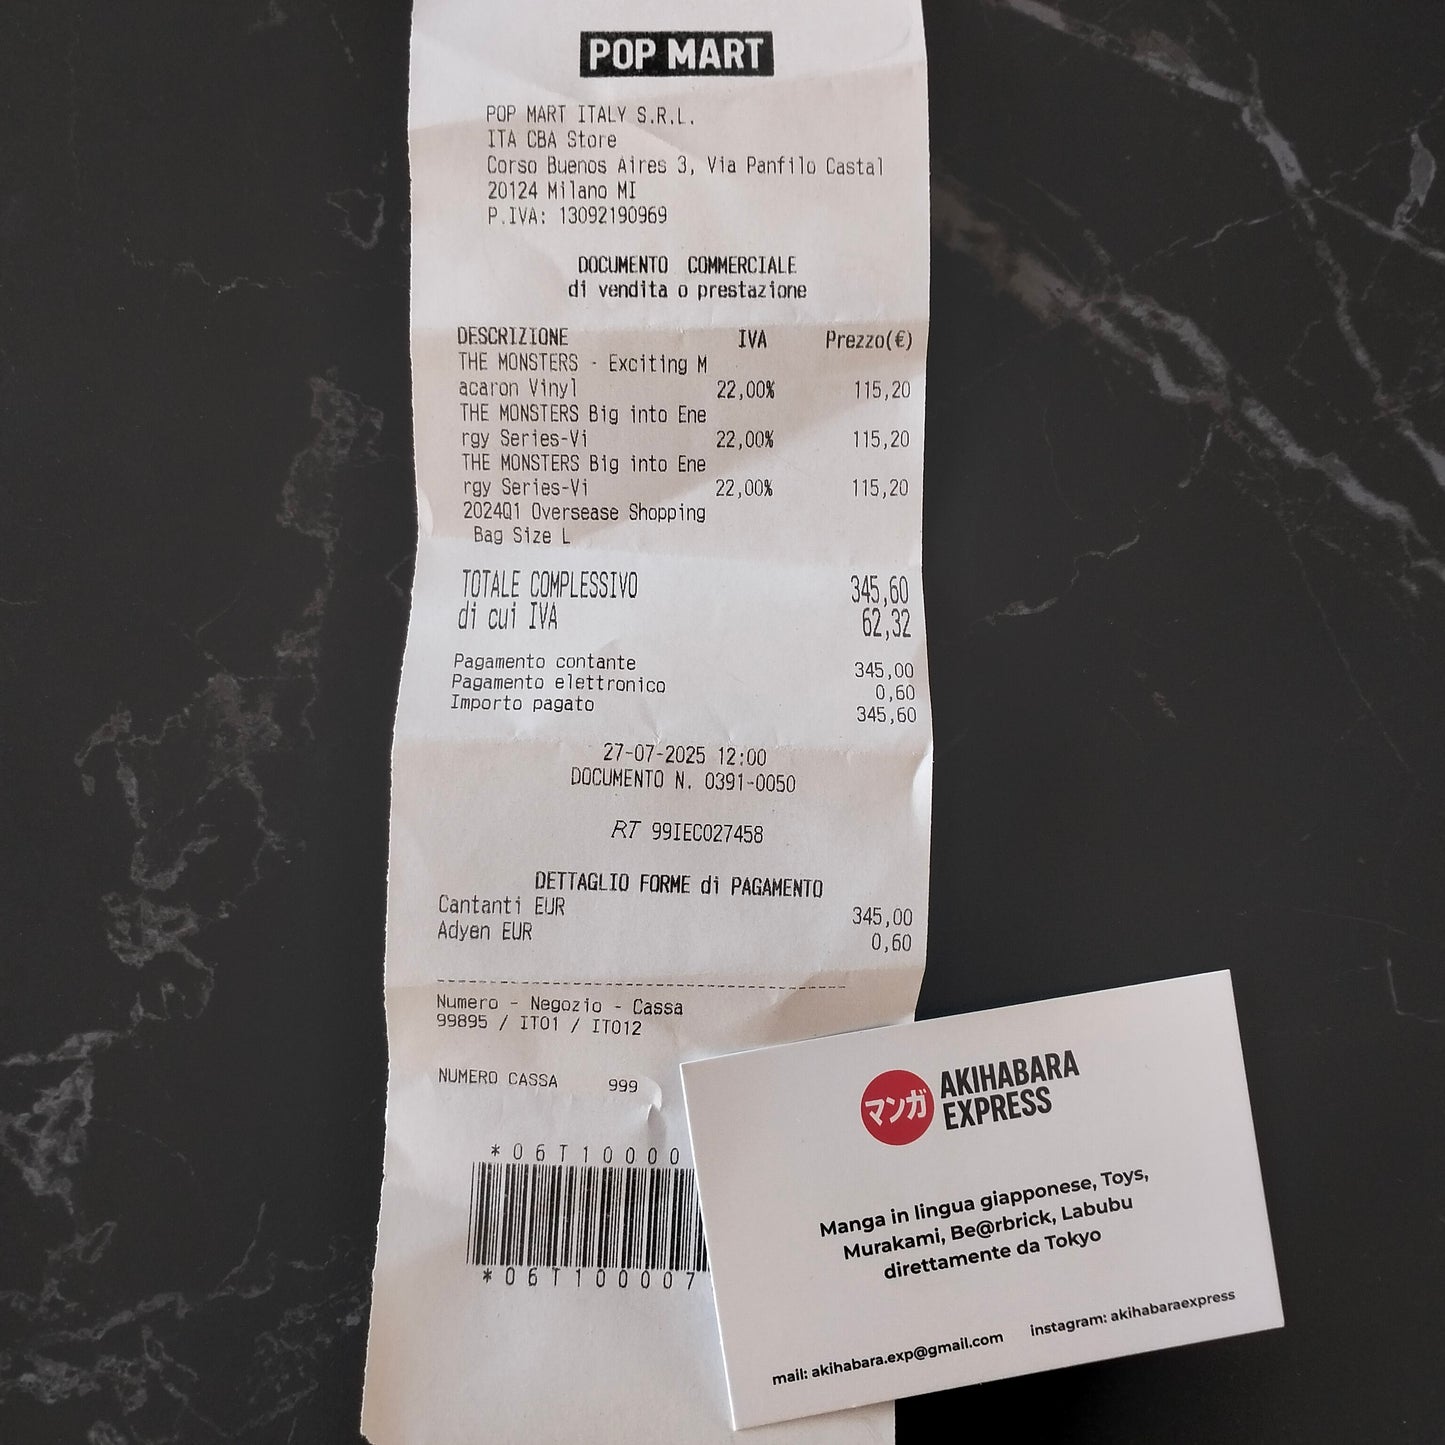 POP MART
POP MART ITALY S.R.L.
ITA CBA Store
Corso Buenos Aires 3, Via Panfilo Castal
20124 Milano MI
P.IVA: 13092190969
DOCUMENTO COMMERCIALE
di vendita o prestazione
DESCRIZIONE IVA Prezzo(€)
THE MONSTERS - Exciting M
acaron Vinyl 22,00% 115,20
THE MONSTERS Big into Ene
rgy Series-Vi 22,00% 115,20
THE MONSTERS Big into Ene
rgy Series-Vi 22,00% 115,20
2024Q1 Oversease Shopping
Bag Size L
TOTALE COMPLESSIVO 345,60
di cui IVA 62,32
Pagamento contante 345,00
Pagamento elettronico 0,60
Importo pagato 345,60
27-07-2025 12:00
DOCUMENTO N. 0391-0050
RT 99IEC027458
DETTAGLIO FORME di PAGAMENTO
Cantanti EUR 345,00
Adyen EUR 0,60
Numero - Negozio - Cassa
99895 / IT01 / IT012
NUMERO CASSA 999
*06T10000
*06T100007
マンガ AKIHABARA
EXPRESS
Manga in lingua giapponese, Toys,
Murakami, Be@rbrick, Labubu
direttamente da Tokyo
mail: akihabara.exp@gmail.com instagram: akihabaraexpress